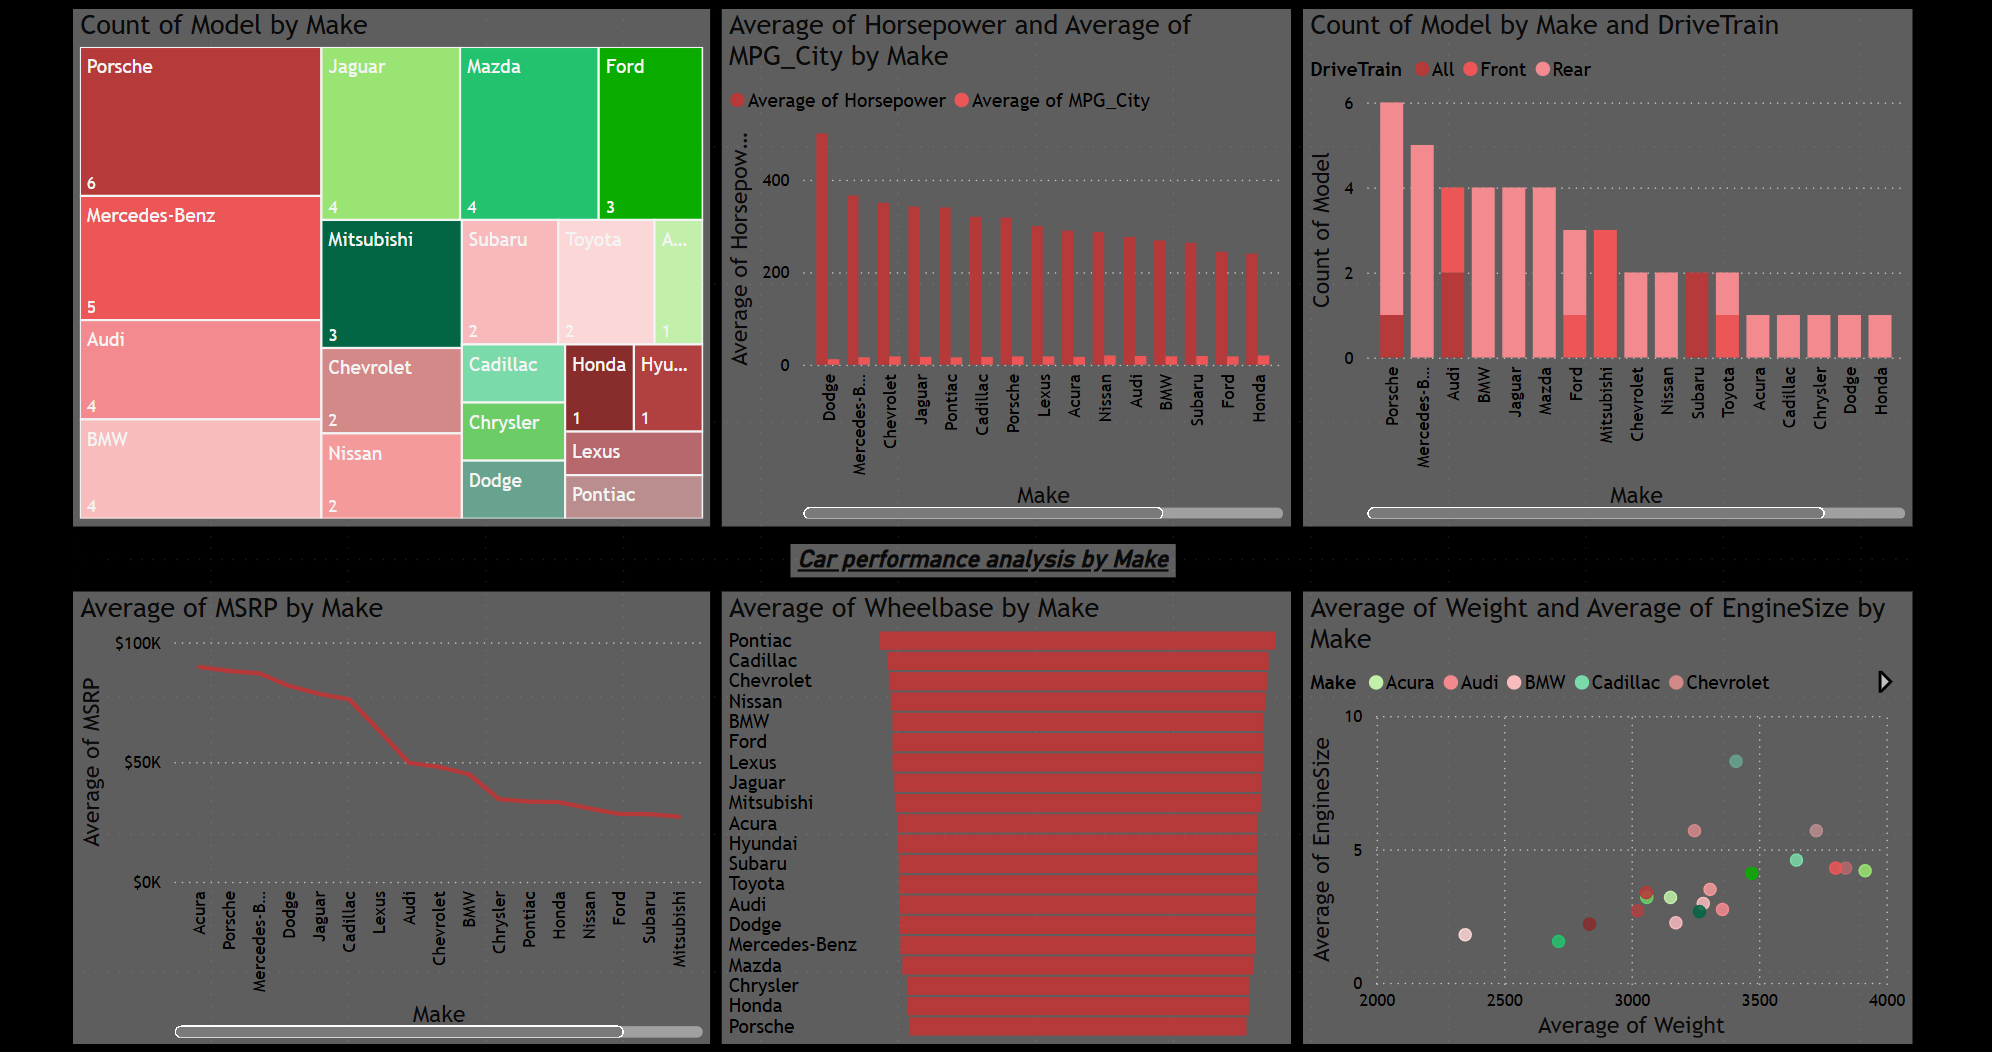 Count of Model by Make
Porsche
6
Mercedes-Benz
5
Audi
4
BMW
4
Jaguar
4
Mazda
4
Ford
3
Mitsubishi
3
Subaru
2
Toyota
2
A...
1
Chevrolet
2
Nissan
2
Cadillac
Chrysler
Dodge
Honda
1
Hyu...
1
Lexus
Pontiac
Average of Horsepower and Average of
MPG_City by Make
Average of Horsepower Average of MPG_City
Average of Horsepow...
400
200
0
Dodge
Mercedes-B...
Chevrolet
Jaguar
Pontiac
Cadillac
Porsche
Lexus
Acura
Nissan
Audi
BMW
Subaru
Ford
Honda
Make
Count of Model by Make and DriveTrain
DriveTrain All Front Rear
Count of Model
6
4
2
0
Porsche
Mercedes-B...
Audi
BMW
Jaguar
Mazda
Ford
Mitsubishi
Chevrolet
Nissan
Subaru
Toyota
Acura
Cadillac
Chrysler
Dodge
Honda
Make
Car performance analysis by Make
Average of MSRP by Make
Average of MSRP
$100K
$50K
$0K
Acura
Porsche
Mercedes-B...
Dodge
Jaguar
Cadillac
Lexus
Audi
Chevrolet
BMW
Chrysler
Pontiac
Honda
Nissan
Ford
Subaru
Mitsubishi
Make
Average of Wheelbase by Make
Pontiac
Cadillac
Chevrolet
Nissan
BMW
Ford
Lexus
Jaguar
Mitsubishi
Acura
Hyundai
Subaru
Toyota
Audi
Dodge
Mercedes-Benz
Mazda
Chrysler
Honda
Porsche
Average of Weight and Average of EngineSize by
Make
Make Acura Audi BMW Cadillac Chevrolet
Average of EngineSize
10
5
0
2000
2500
3000
3500
4000
Average of Weight